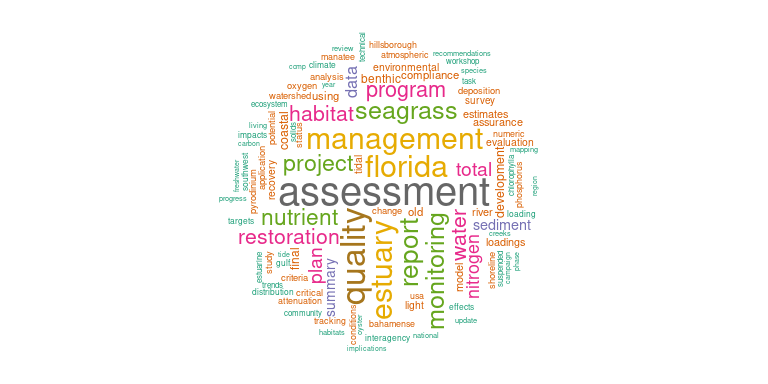 review
technical
hillsborough
manatee
atmospheric
recommendations
comp
climate
environmental
workshop
analysis
data
benthic
compliance
species
oxygen
year
program
task
watershed
using
deposition
ecosystem
habitat
seagrass
survey
potential
coastal
estimates
living
solids
status
assurance
impacts
management
numeric
carbon
evaluation
project
tidal
florida
total
mapping
freshwater
southwest
application
recovery
development
chlorophylla
phosphorus
progress
pyrodinium
assessment
region
targets
nutrient
change
old
river
loading
quality
estuary
report
monitoring
water
sediment
restoration
creeks
loadings
estuarine
study
tide
gulf
final
plan
summary
nitrogen
model
shoreline
suspended
campaign
phase
trends
criteria
distribution
critical
attenuation
usa
light
effects
community
tracking
conditions
oyster
bahamense
update
habitats
interagency
national
implications